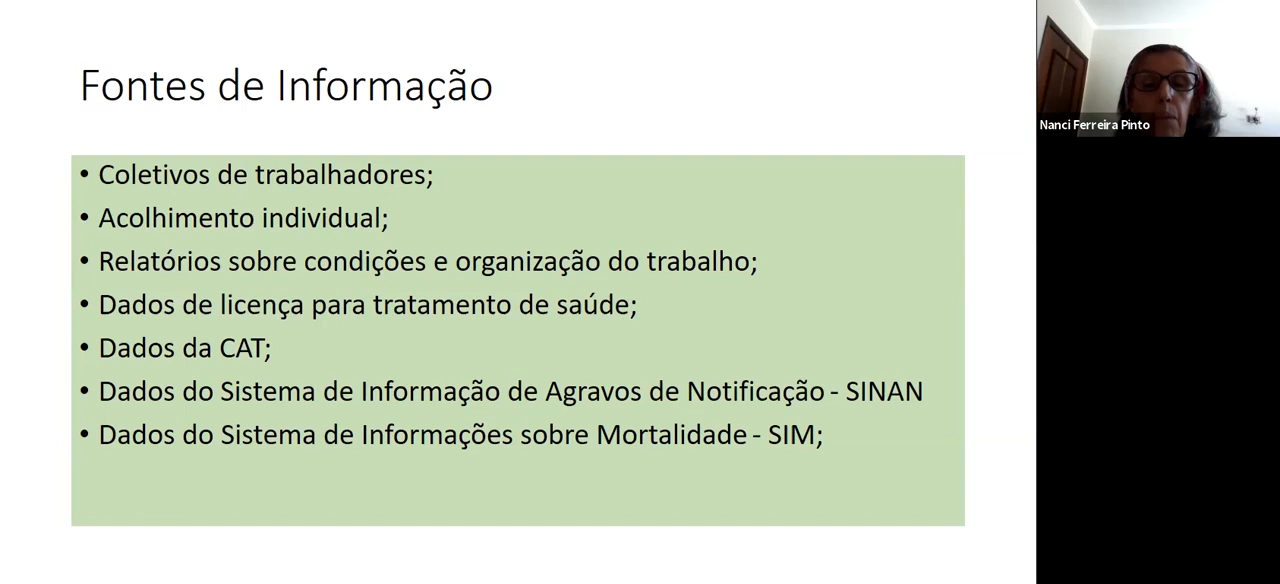 Fontes de Informação
• Coletivos de trabalhadores;
• Acolhimento individual;
• Relatórios sobre condições e organização do trabalho;
• Dados de licença para tratamento de saúde;
• Dados da CAT;
• Dados do Sistema de Informação de Agravos de Notificação - SINAN
• Dados do Sistema de Informações sobre Mortalidade - SIM;
Nanci Ferreira Pinto